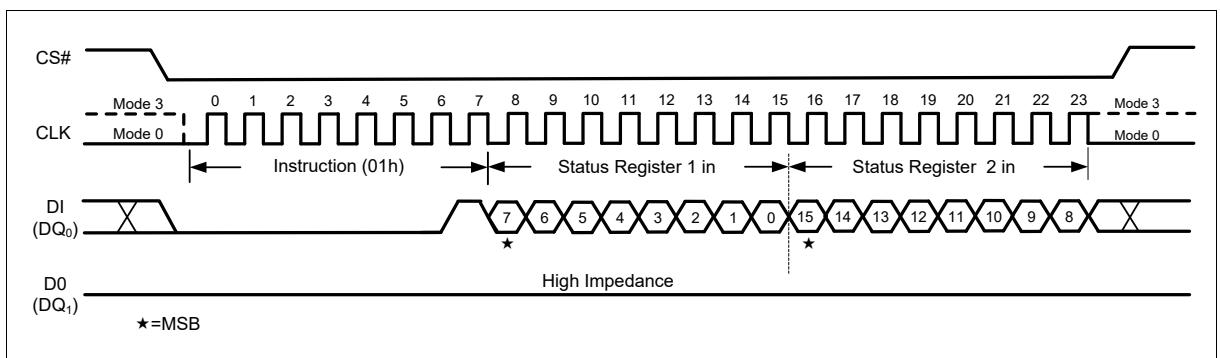 CS#
Mode 3 0 1 2 3 4 5 6 7 8 9 10 11 12 13 14 15 16 17 18 19 20 21 22 23 Mode 3
CLK Mode 0 Mode 0
Instruction (01h) Status Register 1 in Status Register 2 in
DI
(DQ0) 7 6 5 4 3 2 1 0 15 14 13 12 11 10 9 8
★ ★
High Impedance
D0
(DQ1)
★=MSB